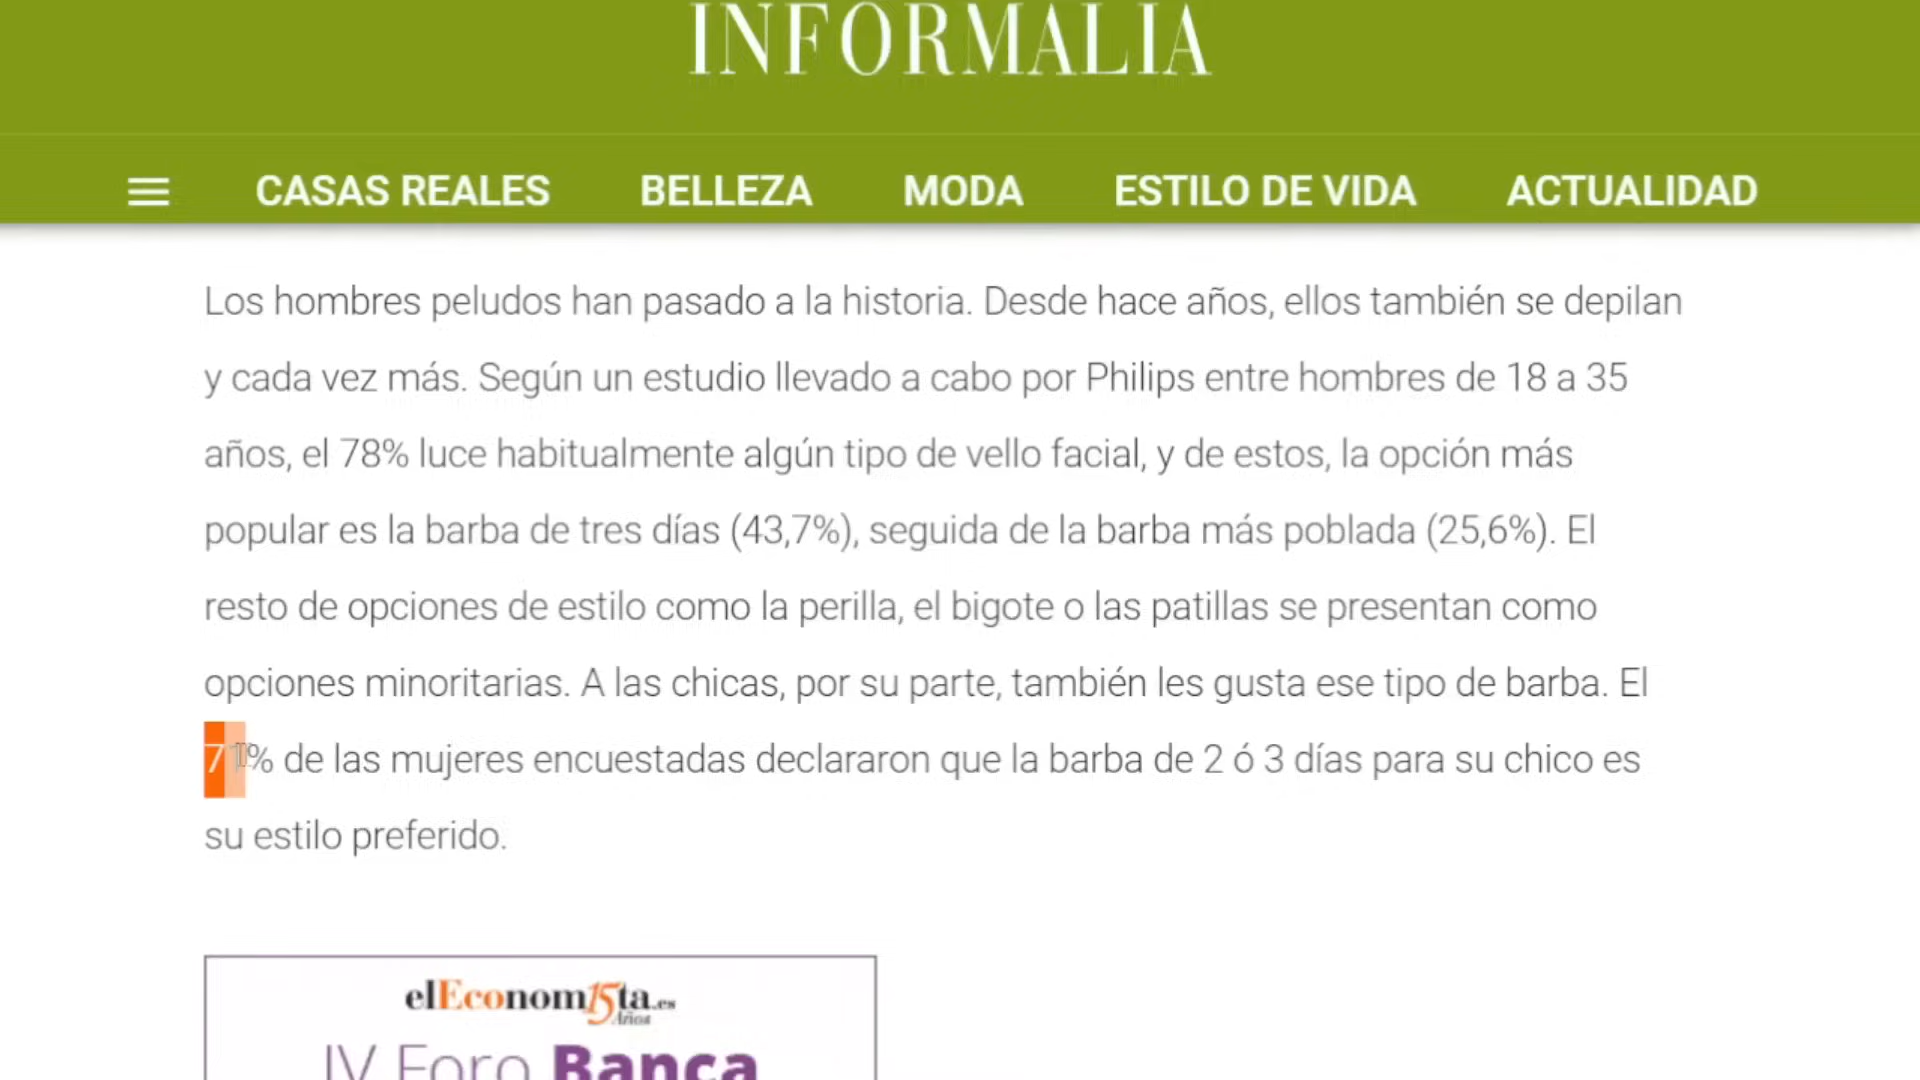 INFORMALIA
CASAS REALES BELLEZA MODA ESTILO DE VIDA ACTUALIDAD
Los hombres peludos han pasado a la historia. Desde hace años, ellos también se depilan
y cada vez más. Según un estudio llevado a cabo por Philips entre hombres de 18 a 35
años, el 78% luce habitualmente algún tipo de vello facial, y de estos, la opción más
popular es la barba de tres días (43,7%), seguida de la barba más poblada (25,6%). El
resto de opciones de estilo como la perilla, el bigote o las patillas se presentan como
opciones minoritarias. A las chicas, por su parte, también les gusta ese tipo de barba. El
71% de las mujeres encuestadas declararon que la barba de 2 ó 3 días para su chico es
su estilo preferido.
elEconom15ta.es
Años
IV Foro Banca